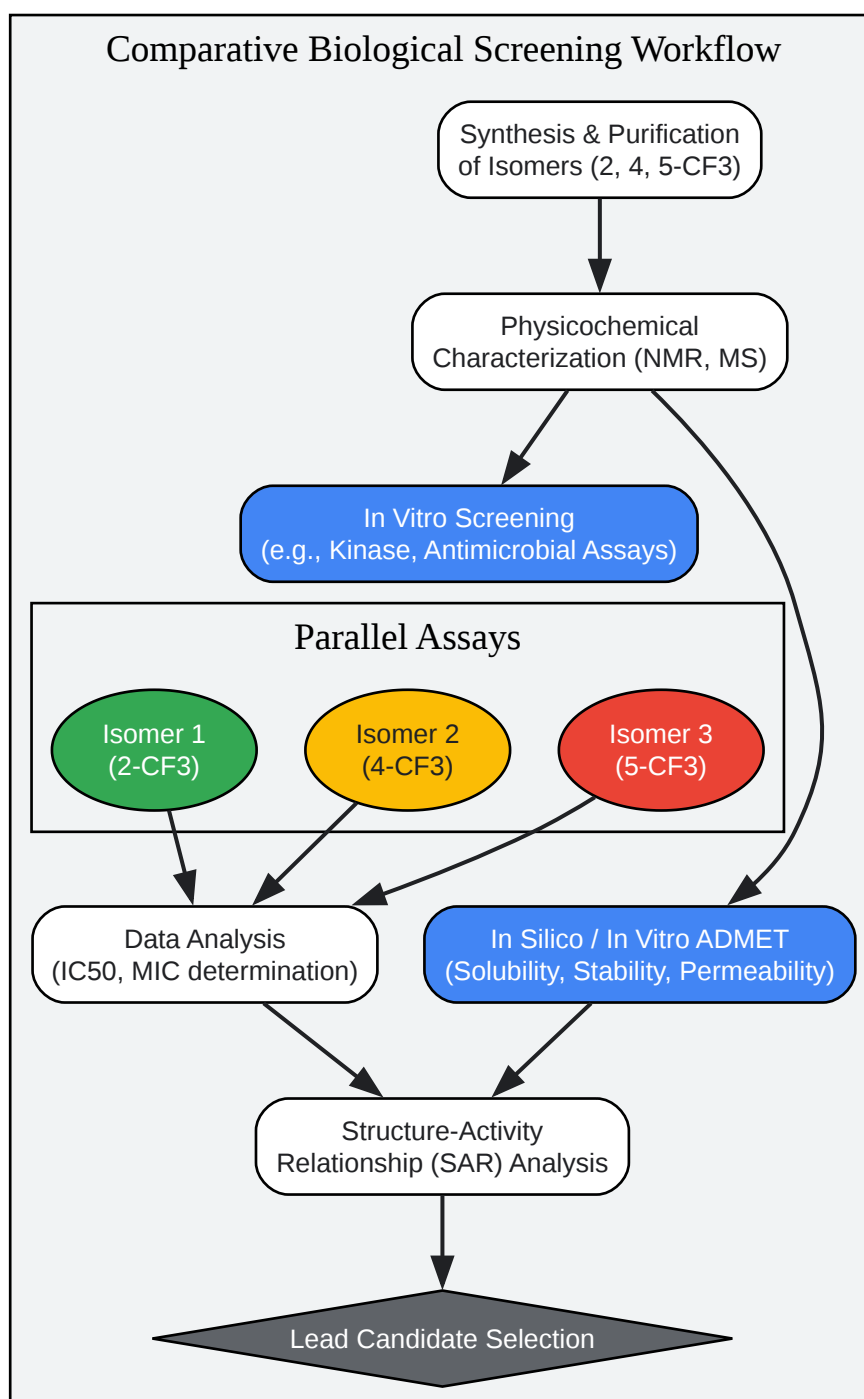 Comparative Biological Screening Workflow
Synthesis & Purification
of Isomers (2, 4, 5-CF3)
Physicochemical
Characterization (NMR, MS)
In Vitro Screening
(e.g., Kinase, Antimicrobial Assays)
Parallel Assays
Isomer 1
(2-CF3)
Isomer 2
(4-CF3)
Isomer 3
(5-CF3)
Data Analysis
(IC50, MIC determination)
In Silico / In Vitro ADMET
(Solubility, Stability, Permeability)
Structure-Activity
Relationship (SAR) Analysis
Lead Candidate Selection